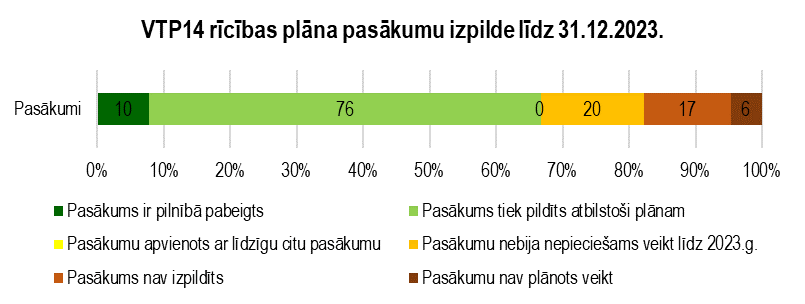 VTP14 rīcības plāna pasākumu izpilde līdz 31.12.2023.
Pasākumi 10 76 0 20 17 6
0% 10% 20% 30% 40% 50% 60% 70% 80% 90% 100%
Pasākums ir pilnībā pabeigts Pasākums tiek pildīts atbilstoši plānam
Pasākumu apvienots ar līdzīgu citu pasākumu Pasākumu nebija nepieciešams veikt līdz 2023.g.
Pasākums nav izpildīts Pasākumu nav plānots veikt